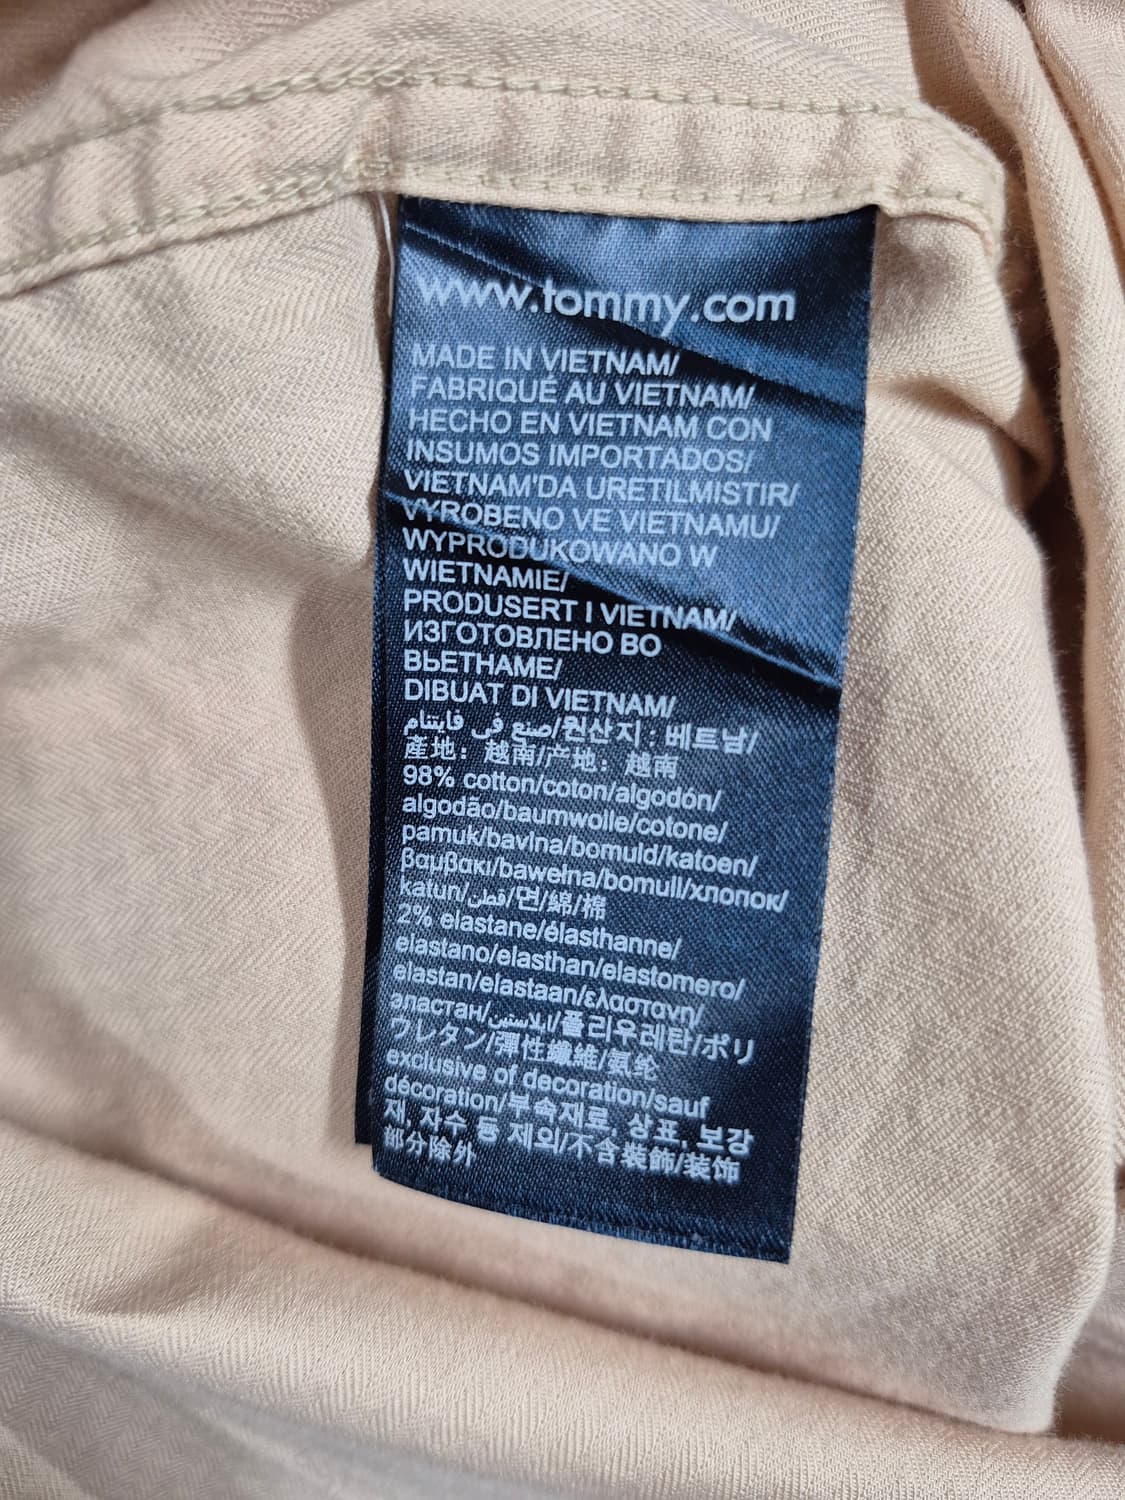 www.tommy.com
MADE IN VIETNAM/
FABRIQUÉ AU VIETNAM/
HECHO EN VIETNAM CON
INSUMOS IMPORTADOS/
VIETNAM'DA URETILMISTIR/
VYROBENO VE VIETNAMU/
WYPRODUKOWANO W
WIETNAMIE/
PRODUSERT I VIETNAM/
ИЗГОТОВЛЕНО ВО
ВЬЕТНАМЕ/
DIBUAT DI VIETNAM/
صنع في فايتنام/원산지 : 베트남/
產地： 越南/产地： 越南
98% cotton/coton/algodón/
algodão/baumwolle/cotone/
pamuk/bavlna/bomuld/katoen/
βαμβακι/bawełna/bomull/хлопок/
katun/قطن/면/綿/棉
2% elastane/élasthanne/
elastano/elasthan/elastomero/
elastan/elastaan/ελαστανη/
эластан/ايلاستين/폴리우레탄/ポリ
ウレタン/彈性纖維/氨纶
exclusive of decoration/sauf
décoration/부속재료, 상표, 보강
재, 자수 등 제외/不含裝飾/装饰
部分除外